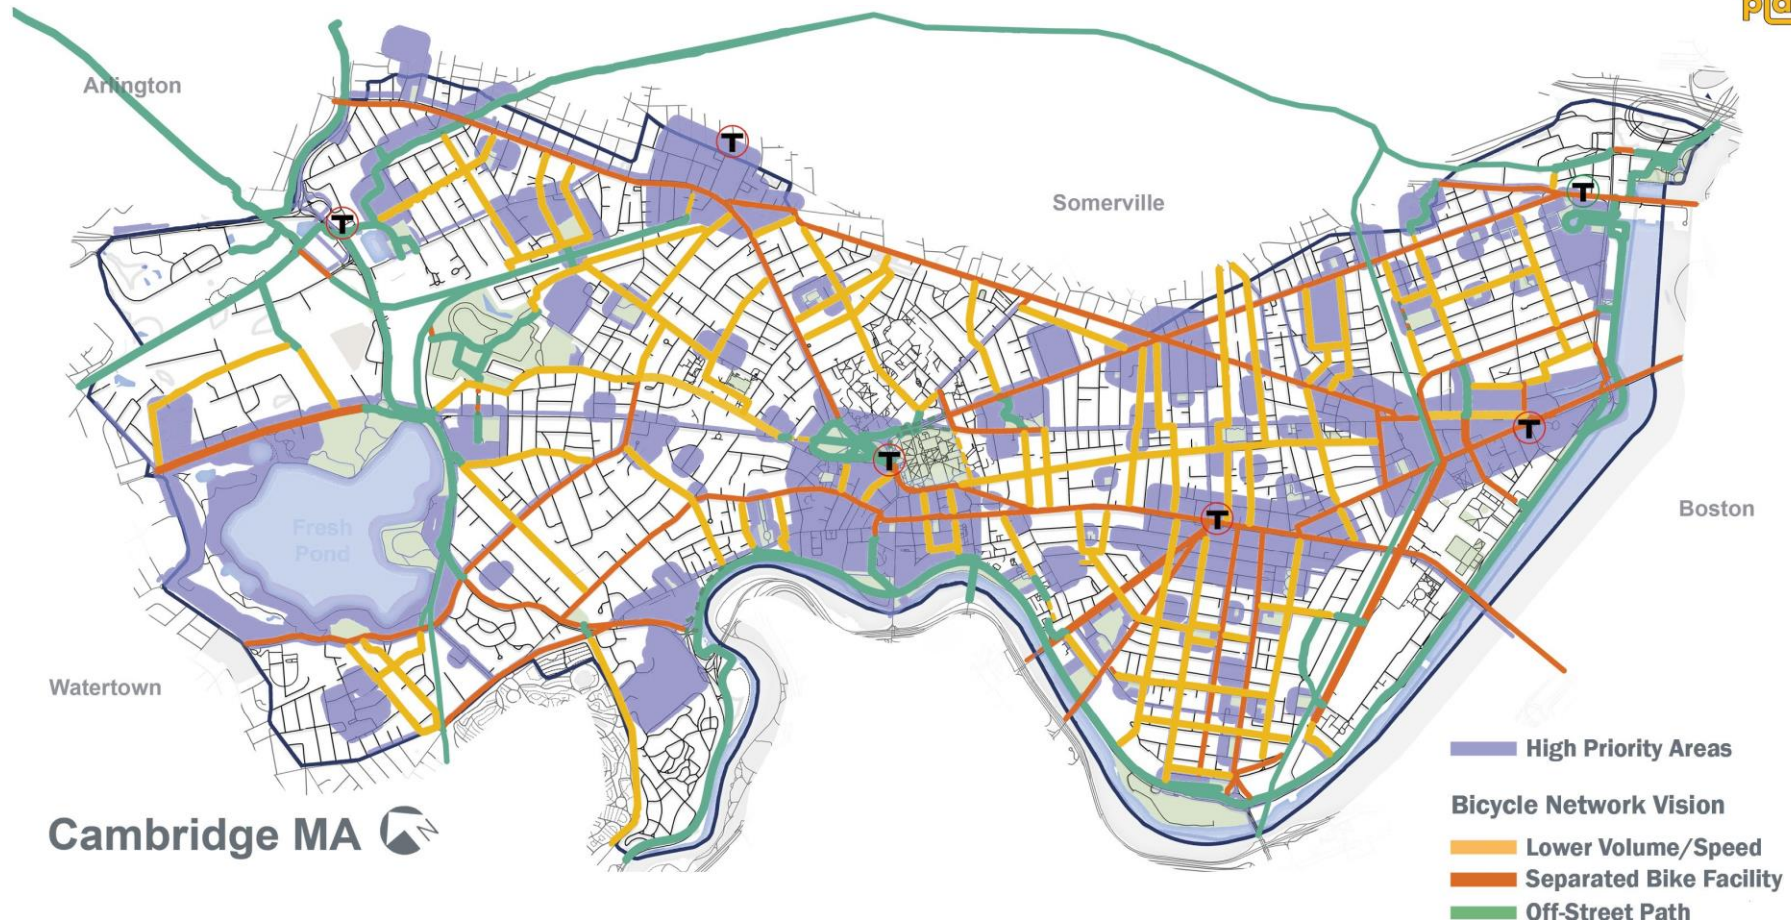 Arlington
Somerville
T
T
T
T
T
T
Fresh
Pond
Boston
Watertown
High Priority Areas
Bicycle Network Vision
Lower Volume/Speed
Separated Bike Facility
Off-Street Path
Cambridge MA
N